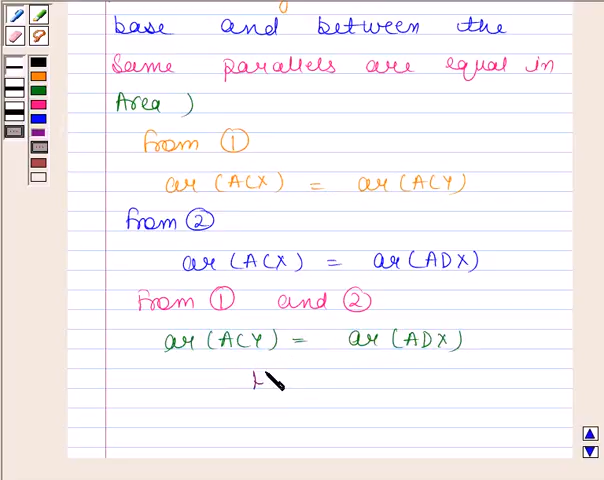 base and between the
Same parallels are equal in
Area )
From ①
ar (ACX) = ar (ACY)
From ②
ar (ACX) = ar (ADX)
From ① and ②
ar (ACY) = ar (ADX)